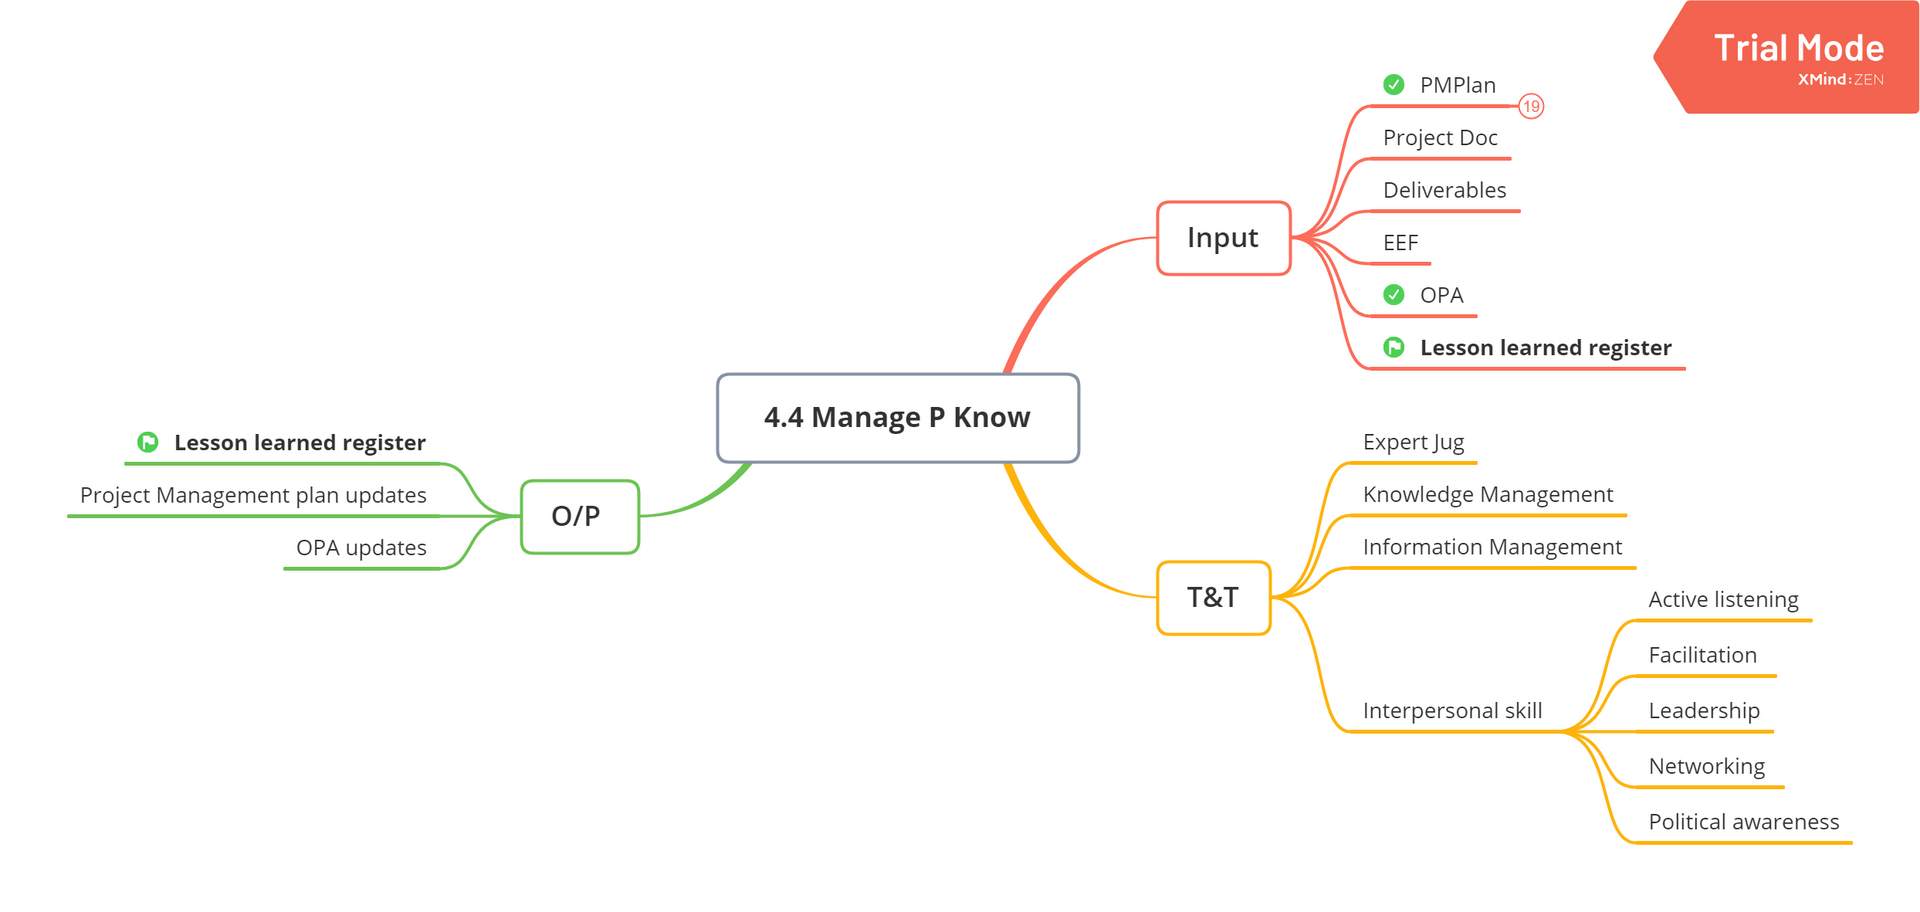 Trial Mode
XMind:ZEN
4.4 Manage P Know
Input
PMPlan
19
Project Doc
Deliverables
EEF
OPA
Lesson learned register
T&T
Expert Jug
Knowledge Management
Information Management
Interpersonal skill
Active listening
Facilitation
Leadership
Networking
Political awareness
O/P
Lesson learned register
Project Management plan updates
OPA updates